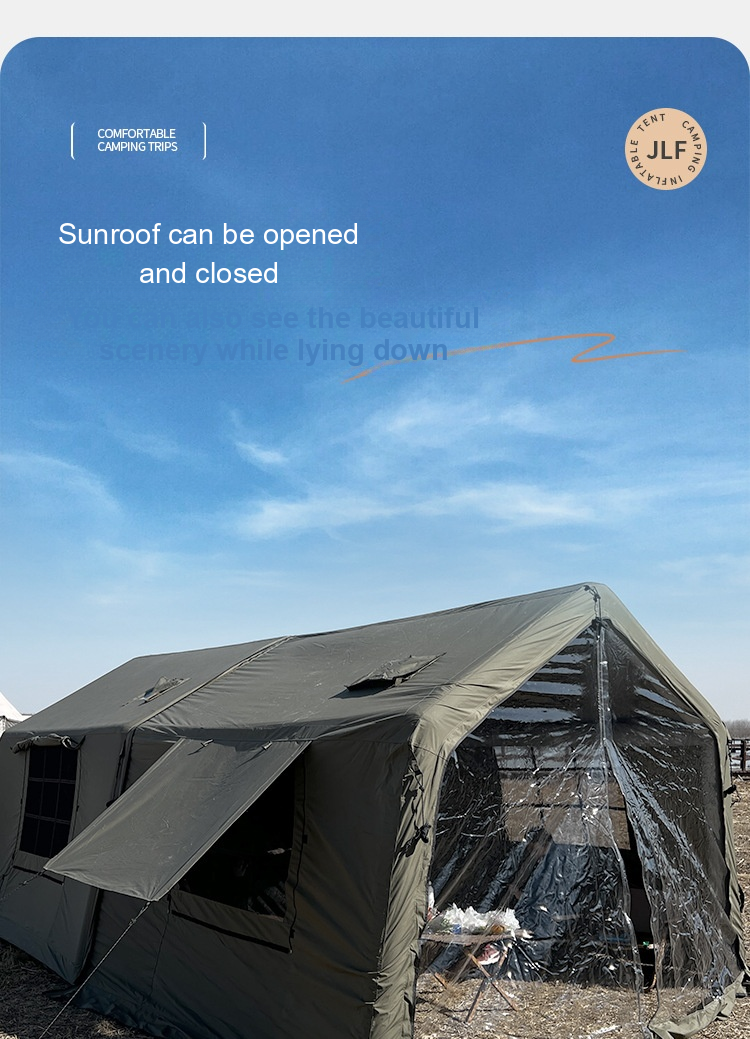 COMFORTABLE
CAMPING TRIPS
CAMPING INFLATABLE TENT
JLF
Sunroof can be opened
and closed
You can also see the beautiful
scenery while lying down